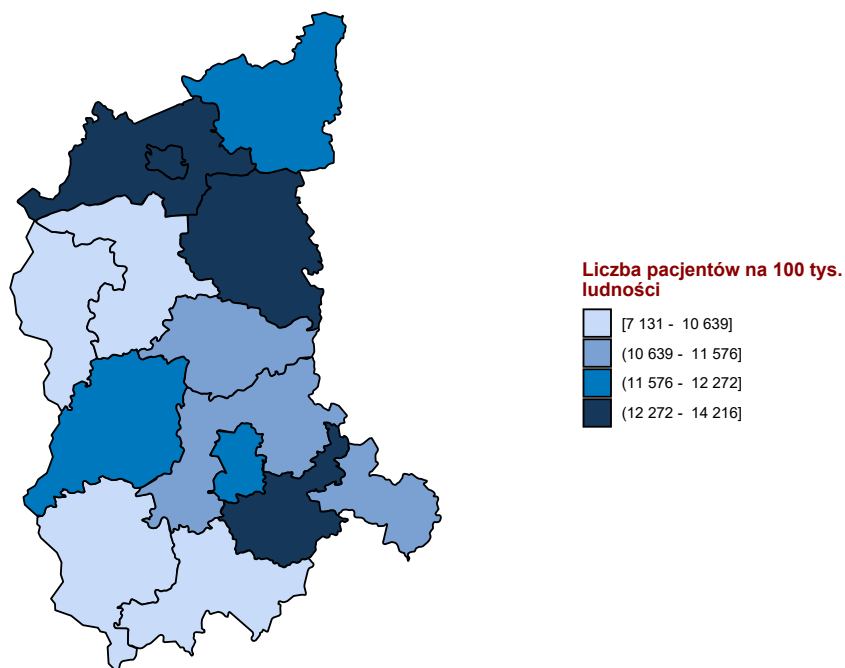 Liczba pacjentów na 100 tys.
ludności
[7 131 - 10 639]
(10 639 - 11 576]
(11 576 - 12 272]
(12 272 - 14 216]